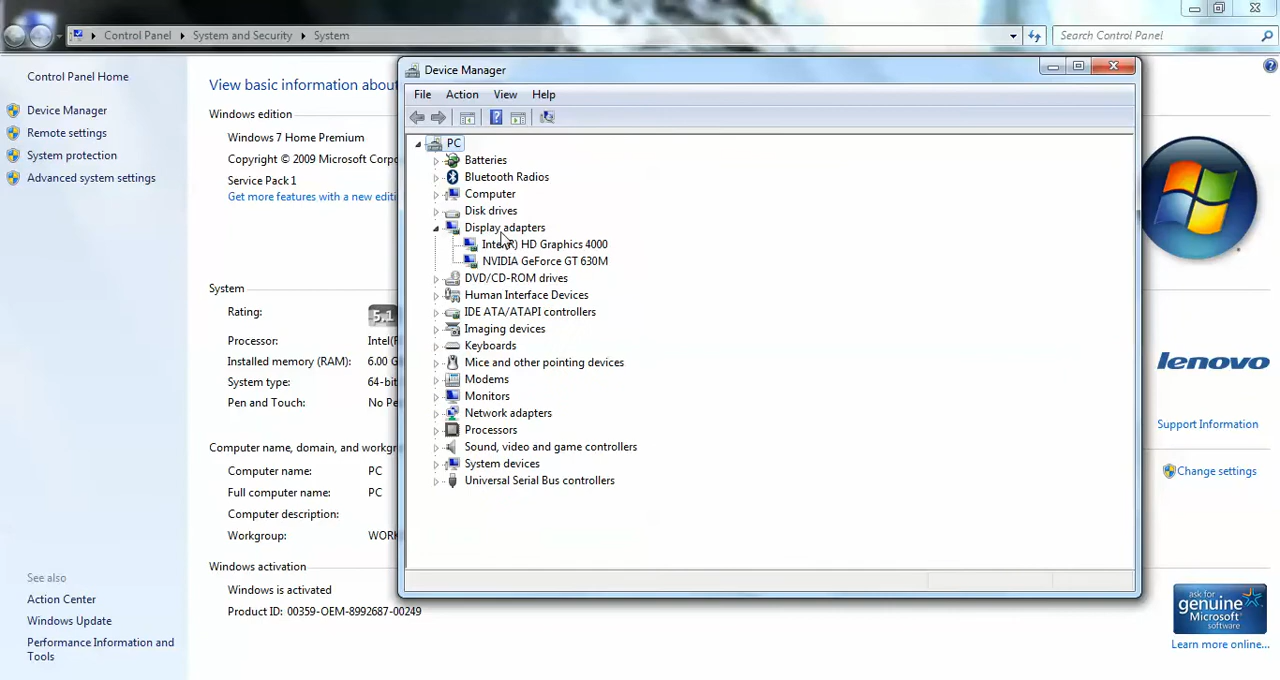 Control Panel
System and Security
System
Search Control Panel
Control Panel Home
Device Manager
Remote settings
System protection
Advanced system settings
See also
Action Center
Windows Update
Performance Information and
Tools
View basic information about
Windows edition
Windows 7 Home Premium
Copyright © 2009 Microsoft Corp
Service Pack 1
Get more features with a new editi
System
Rating:
5.1
Processor:
Intel(R
Installed memory (RAM):
6.00 G
System type:
64-bit
Pen and Touch:
No Pe
Computer name, domain, and workgr
Computer name:
PC
Full computer name:
PC
Computer description:
Workgroup:
WORK
Windows activation
Windows is activated
Product ID: 00359-OEM-8992687-00249
Device Manager
File
Action
View
Help
PC
Batteries
Bluetooth Radios
Computer
Disk drives
Display adapters
Intel(R) HD Graphics 4000
NVIDIA GeForce GT 630M
DVD/CD-ROM drives
Human Interface Devices
IDE ATA/ATAPI controllers
Imaging devices
Keyboards
Mice and other pointing devices
Modems
Monitors
Network adapters
Processors
Sound, video and game controllers
System devices
Universal Serial Bus controllers
lenovo
Support Information
Change settings
ask for
genuine
Microsoft
software
Learn more online...